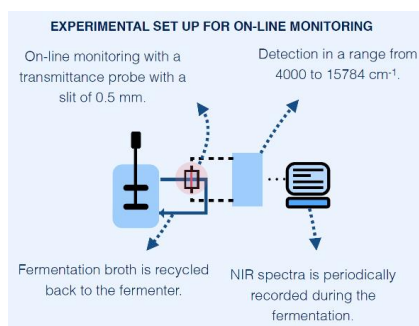 EXPERIMENTAL SET UP FOR ON-LINE MONITORING
On-line monitoring with a
transmittance probe with a
slit of 0.5 mm.
Detection in a range from
4000 to 15784 cm⁻¹.
Fermentation broth is recycled
back to the fermenter.
NIR spectra is periodically
recorded during the
fermentation.